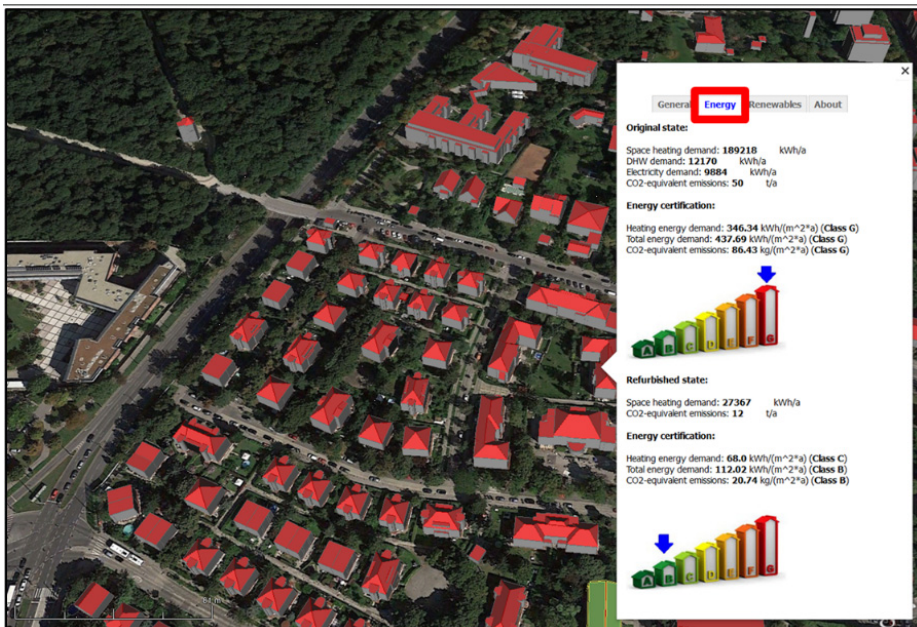 ×
General Energy Renewables About
Original state:
Space heating demand: 189218 kWh/a
DHW demand: 12170 kWh/a
Electricity demand: 9884 kWh/a
CO2-equivalent emissions: 50 t/a
Energy certification:
Heating energy demand: 346.34 kWh/(m^2*a) (Class G)
Total energy demand: 437.69 kWh/(m^2*a) (Class G)
CO2-equivalent emissions: 86.43 kg/(m^2*a) (Class G)
A B C D E F G
Refurbished state:
Space heating demand: 27367 kWh/a
CO2-equivalent emissions: 12 t/a
Energy certification:
Heating energy demand: 68.0 kWh/(m^2*a) (Class C)
Total energy demand: 112.02 kWh/(m^2*a) (Class B)
CO2-equivalent emissions: 20.74 kg/(m^2*a) (Class B)
A B C D E F G